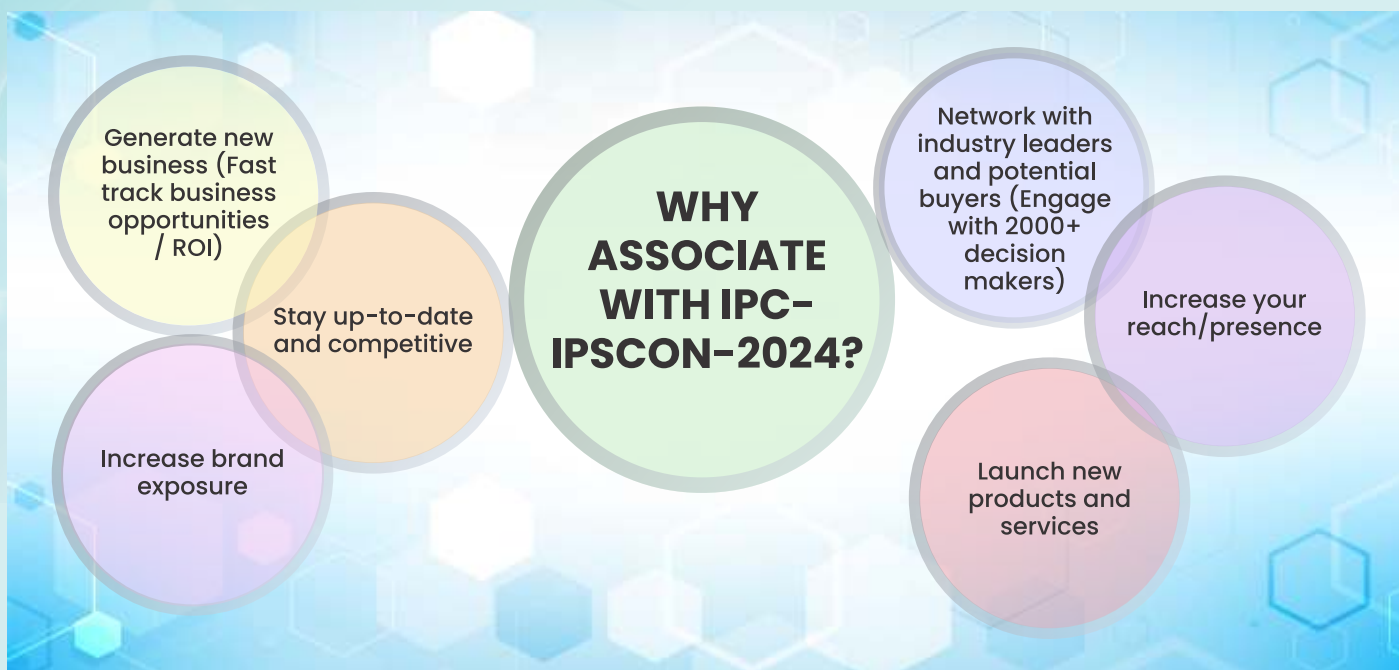 Generate new
business (Fast
track business
opportunities
/ ROI)
Stay up-to-date
and competitive
Increase brand
exposure
WHY
ASSOCIATE
WITH IPC-
IPSCON-2024?
Network with
industry leaders
and potential
buyers (Engage
with 2000+
decision
makers)
Increase your
reach/presence
Launch new
products and
services